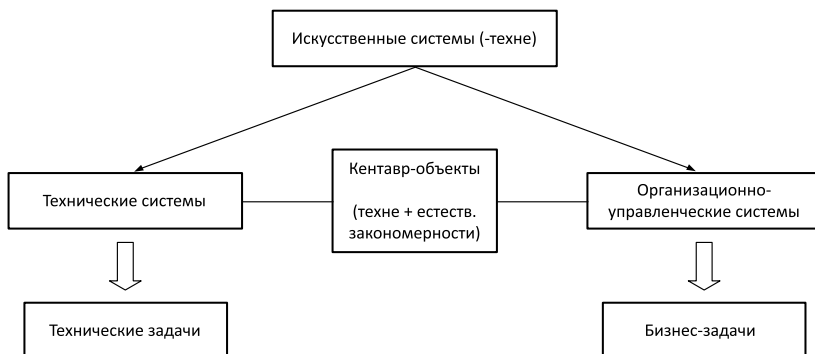 Искусственные системы (-техне)
Кентавр-объекты
Технические системы
(техне + естеств.
закономерности)
Организационно-
управленческие системы
Технические задачи
Бизнес-задачи